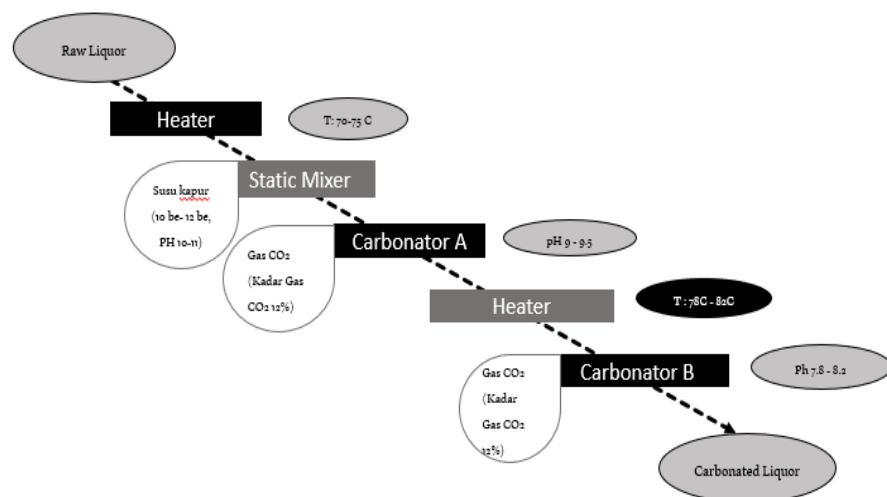 Raw Liquor
Heater
T: 70-75 C
Static Mixer
Susu kapur
(10 be- 12 be,
PH 10-11)
Carbonator A
pH 9 - 9.5
Gas CO2
(Kadar Gas
CO2 12%)
Heater
T : 78C - 82C
Carbonator B
Ph 7.8 - 8.2
Gas CO2
(Kadar
Gas CO2
12%)
Carbonated Liquor